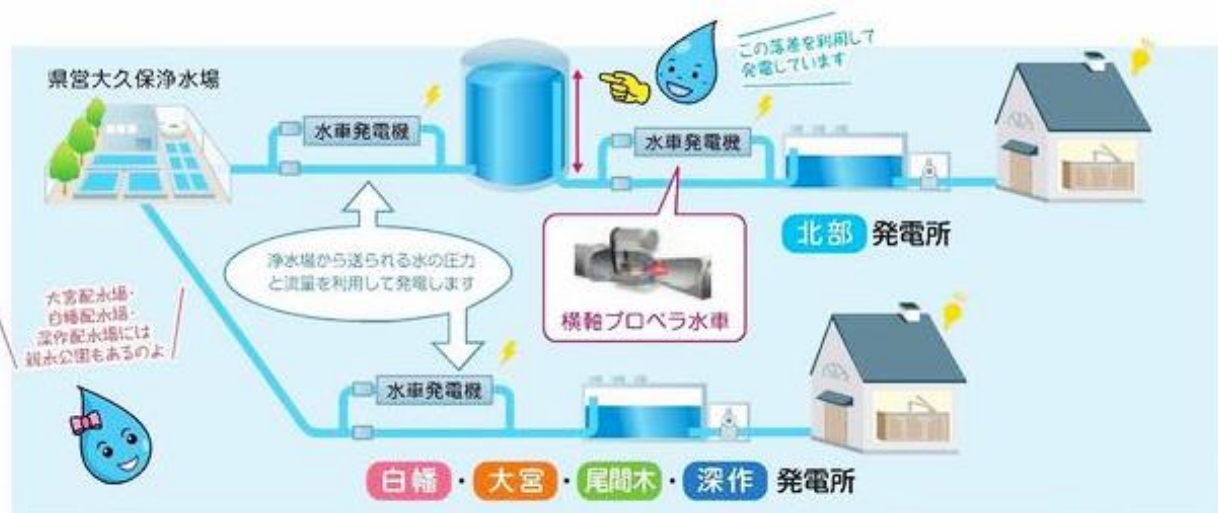 この落差を利用して
発電しています
県営大久保浄水場
水車発電機
水車発電機
北部 発電所
浄水場から送られる水の圧力
と流量を利用して発電します
横軸プロペラ水車
大宮配水場・
白幡配水場・
深作配水場には
親水公園もあるのよ
水車発電機
白幡・大宮・尾間木・深作 発電所